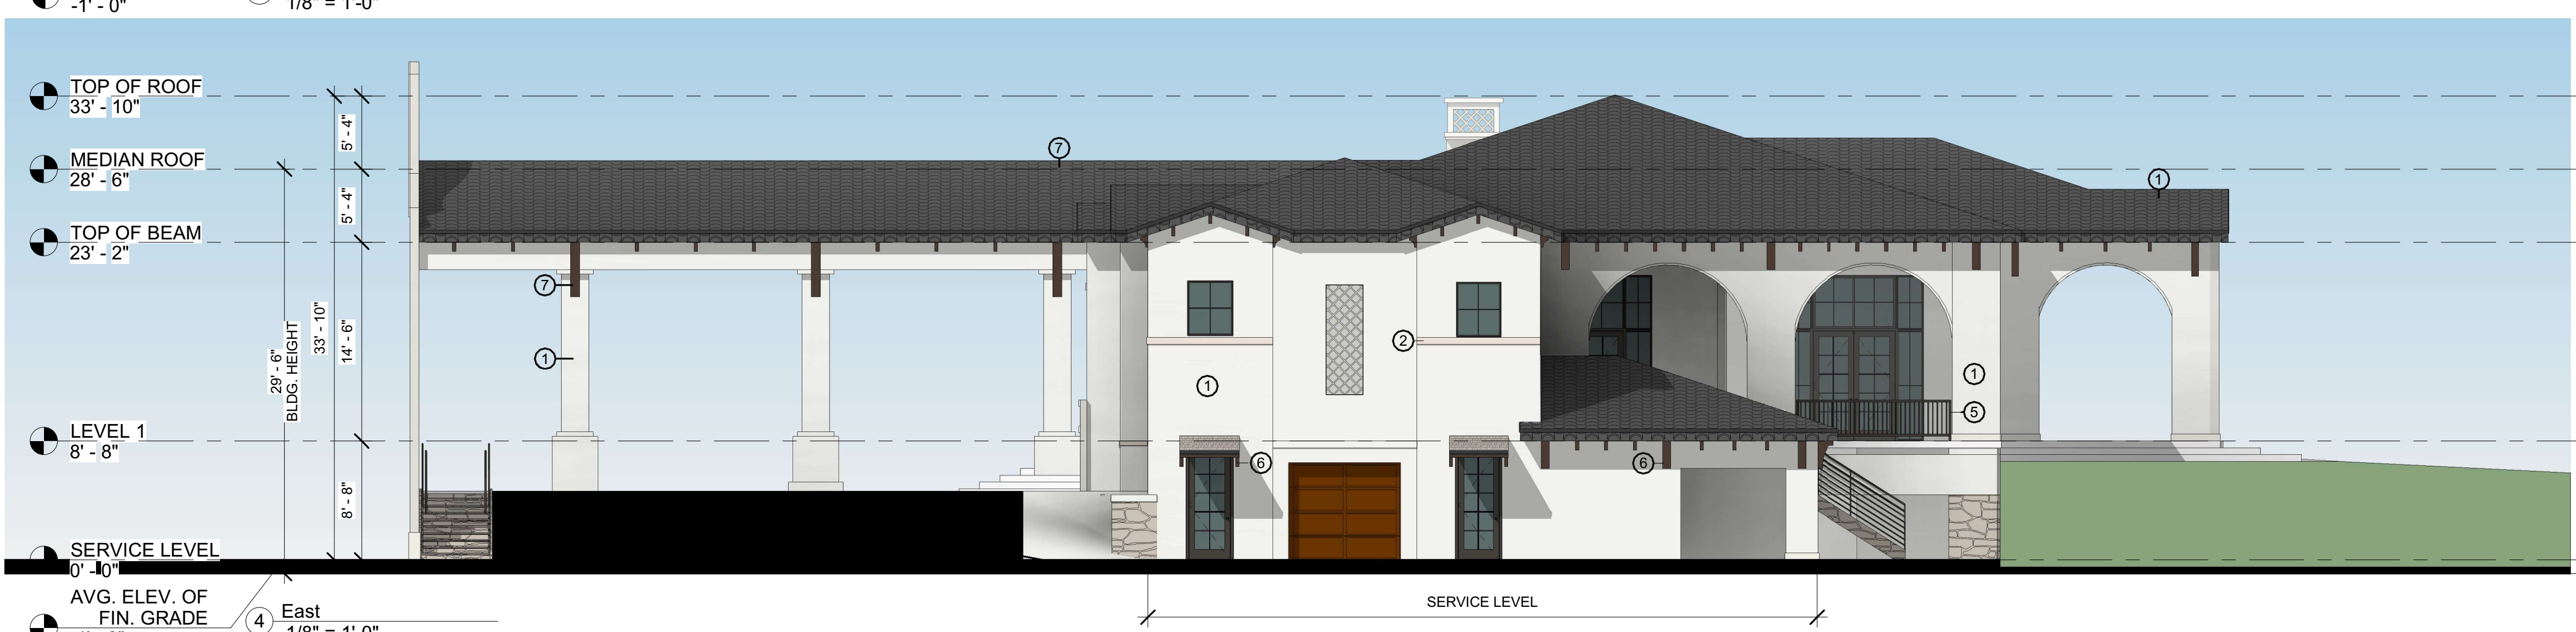 -1' - 0"
1/8" = 1'-0"
TOP OF ROOF
33' - 10"
MEDIAN ROOF
28' - 6"
TOP OF BEAM
23' - 2"
LEVEL 1
8' - 8"
SERVICE LEVEL
0' - 0"
AVG. ELEV. OF
FIN. GRADE
29' - 6"
BLDG. HEIGHT
33' - 10"
5' - 4"
5' - 4"
14' - 6"
8' - 8"
7
1
7
1
2
1
1
5
6
6
SERVICE LEVEL
4
East
1/8" = 1'-0"